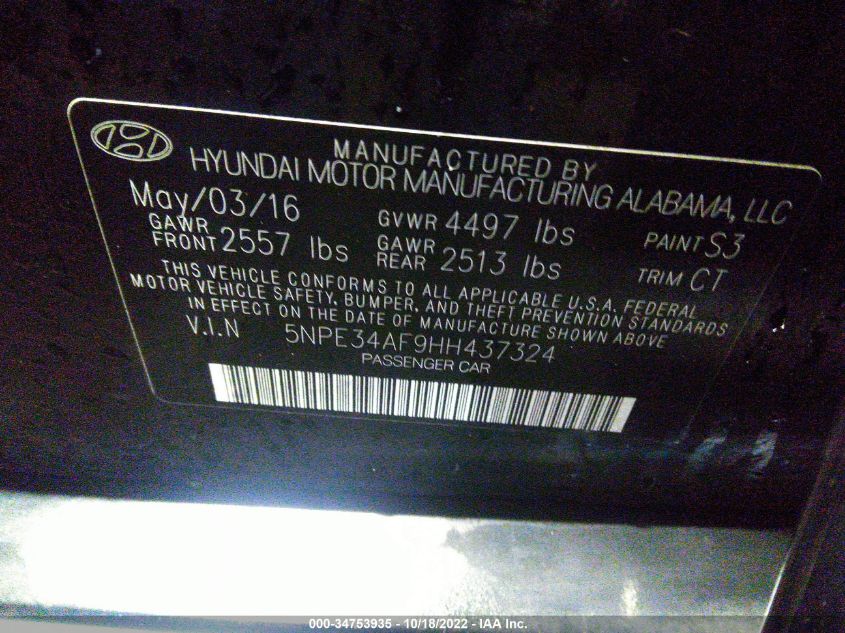 MANUFACTURED BY
HYUNDAI MOTOR MANUFACTURING ALABAMA, LLC
May/03/16 GVWR 4497 lbs PAINT S3
GAWR FRONT 2557 lbs GAWR REAR 2513 lbs TRIM CT
THIS VEHICLE CONFORMS TO ALL APPLICABLE U.S.A. FEDERAL
MOTOR VEHICLE SAFETY, BUMPER, AND THEFT PREVENTION STANDARDS
IN EFFECT ON THE DATE OF MANUFACTURE SHOWN ABOVE
V.I.N 5NPE34AF9HH437324
PASSENGER CAR
000-34753935 - 10/18/2022 - IAA Inc.